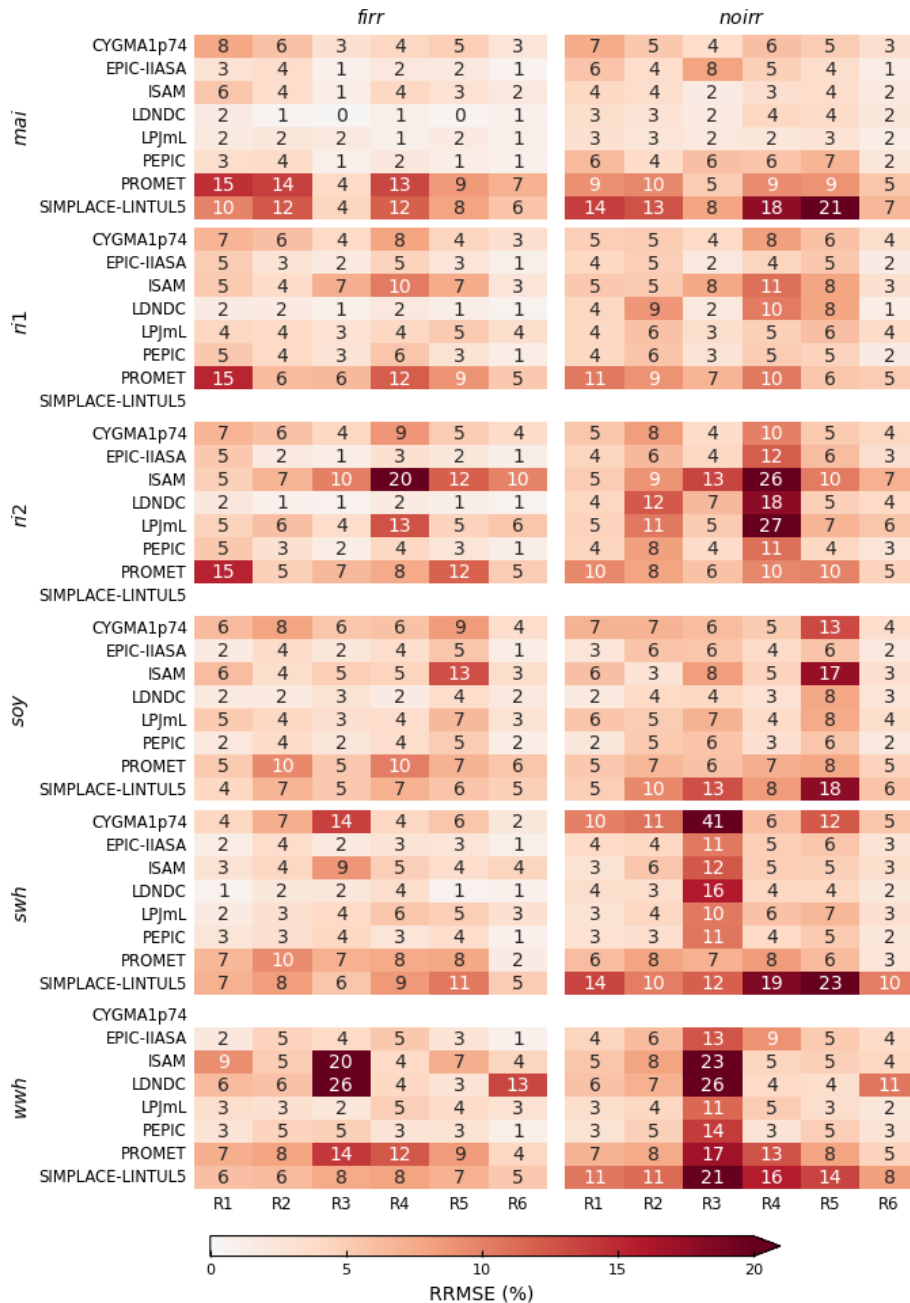 firr noirr
mai
CYGMA1p74 8 6 3 4 5 3 7 5 4 6 5 3
EPIC-IIASA 3 4 1 2 2 1 6 4 8 5 4 1
ISAM 6 4 1 4 3 2 4 4 2 3 4 2
LDNDC 2 1 0 1 0 1 3 3 2 4 4 2
LPJmL 2 2 2 1 2 1 3 3 2 2 3 2
PEPIC 3 4 1 2 1 1 6 4 6 6 7 2
PROMET 15 14 4 13 9 7 9 10 5 9 9 5
SIMPLACE-LINTUL5 10 12 4 12 8 6 14 13 8 18 21 7
ri1
CYGMA1p74 7 6 4 8 4 3 5 5 4 8 6 4
EPIC-IIASA 5 3 2 5 3 1 4 5 2 4 5 2
ISAM 5 4 7 10 7 3 5 5 8 11 8 3
LDNDC 2 2 1 2 1 1 4 9 2 10 8 1
LPJmL 4 4 3 4 5 4 4 6 3 5 6 4
PEPIC 5 4 3 6 3 1 4 6 3 5 5 2
PROMET 15 6 6 12 9 5 11 9 7 10 6 5
SIMPLACE-LINTUL5
ri2
CYGMA1p74 7 6 4 9 5 4 5 8 4 10 5 4
EPIC-IIASA 5 2 1 3 2 1 4 6 4 12 6 3
ISAM 5 7 10 20 12 10 5 9 13 26 10 7
LDNDC 2 1 1 2 1 1 4 12 7 18 5 4
LPJmL 5 6 4 13 5 6 5 11 5 27 7 6
PEPIC 5 3 2 4 3 1 4 8 4 11 4 3
PROMET 15 5 7 8 12 5 10 8 6 10 10 5
SIMPLACE-LINTUL5
soy
CYGMA1p74 6 8 6 6 9 4 7 7 6 5 13 4
EPIC-IIASA 2 4 2 4 5 1 3 6 6 4 6 2
ISAM 6 4 5 5 13 3 6 3 8 5 17 3
LDNDC 2 2 3 2 4 2 2 4 4 3 8 3
LPJmL 5 4 3 4 7 3 6 5 7 4 8 4
PEPIC 2 4 2 4 5 2 2 5 6 3 6 2
PROMET 5 10 5 10 7 6 5 7 6 7 8 5
SIMPLACE-LINTUL5 4 7 5 7 6 5 5 10 13 8 18 6
swh
CYGMA1p74 4 7 14 4 6 2 10 11 41 6 12 5
EPIC-IIASA 2 4 2 3 3 1 4 4 11 5 6 3
ISAM 3 4 9 5 4 4 3 6 12 5 5 3
LDNDC 1 2 2 4 1 1 4 3 16 4 4 2
LPJmL 2 3 4 6 5 3 3 4 10 6 7 3
PEPIC 3 3 4 3 4 1 3 3 11 4 5 2
PROMET 7 10 7 8 8 2 6 8 7 8 6 3
SIMPLACE-LINTUL5 7 8 6 9 11 5 14 10 12 19 23 10
wwh
CYGMA1p74
EPIC-IIASA 2 5 4 5 3 1 4 6 13 9 5 4
ISAM 9 5 20 4 7 4 5 8 23 5 5 4
LDNDC 6 6 26 4 3 13 6 7 26 4 4 11
LPJmL 3 3 2 5 4 3 3 4 11 5 3 2
PEPIC 3 5 5 3 3 1 3 5 14 3 5 3
PROMET 7 8 14 12 9 4 7 8 17 13 8 5
SIMPLACE-LINTUL5 6 6 8 8 7 5 11 11 21 16 14 8
R1 R2 R3 R4 R5 R6 R1 R2 R3 R4 R5 R6
0 5 10 15 20
RRMSE (%)